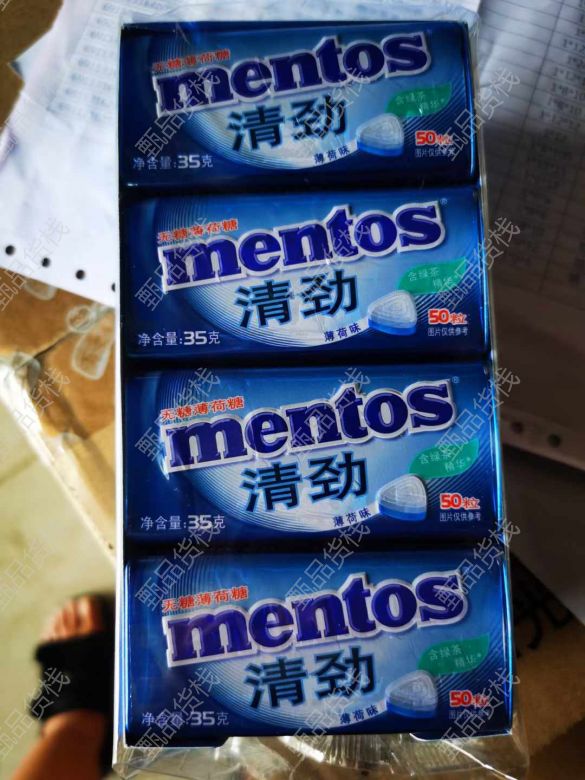 无糖薄荷糖
mentos
清劲
含绿茶
精华*
薄荷味
50粒
图片仅供参考
净含量:35克
无糖薄荷糖
mentos®
清劲
含绿茶
精华*
薄荷味
50粒
图片仅供参考
净含量:35克
无糖薄荷糖
mentos®
清劲
含绿茶
精华*
薄荷味
50粒
图片仅供参考
净含量:35克
无糖薄荷糖
mentos®
清劲
含绿茶
精华*
薄荷味
50粒
图片仅供参考
净含量:35克
甄品货栈